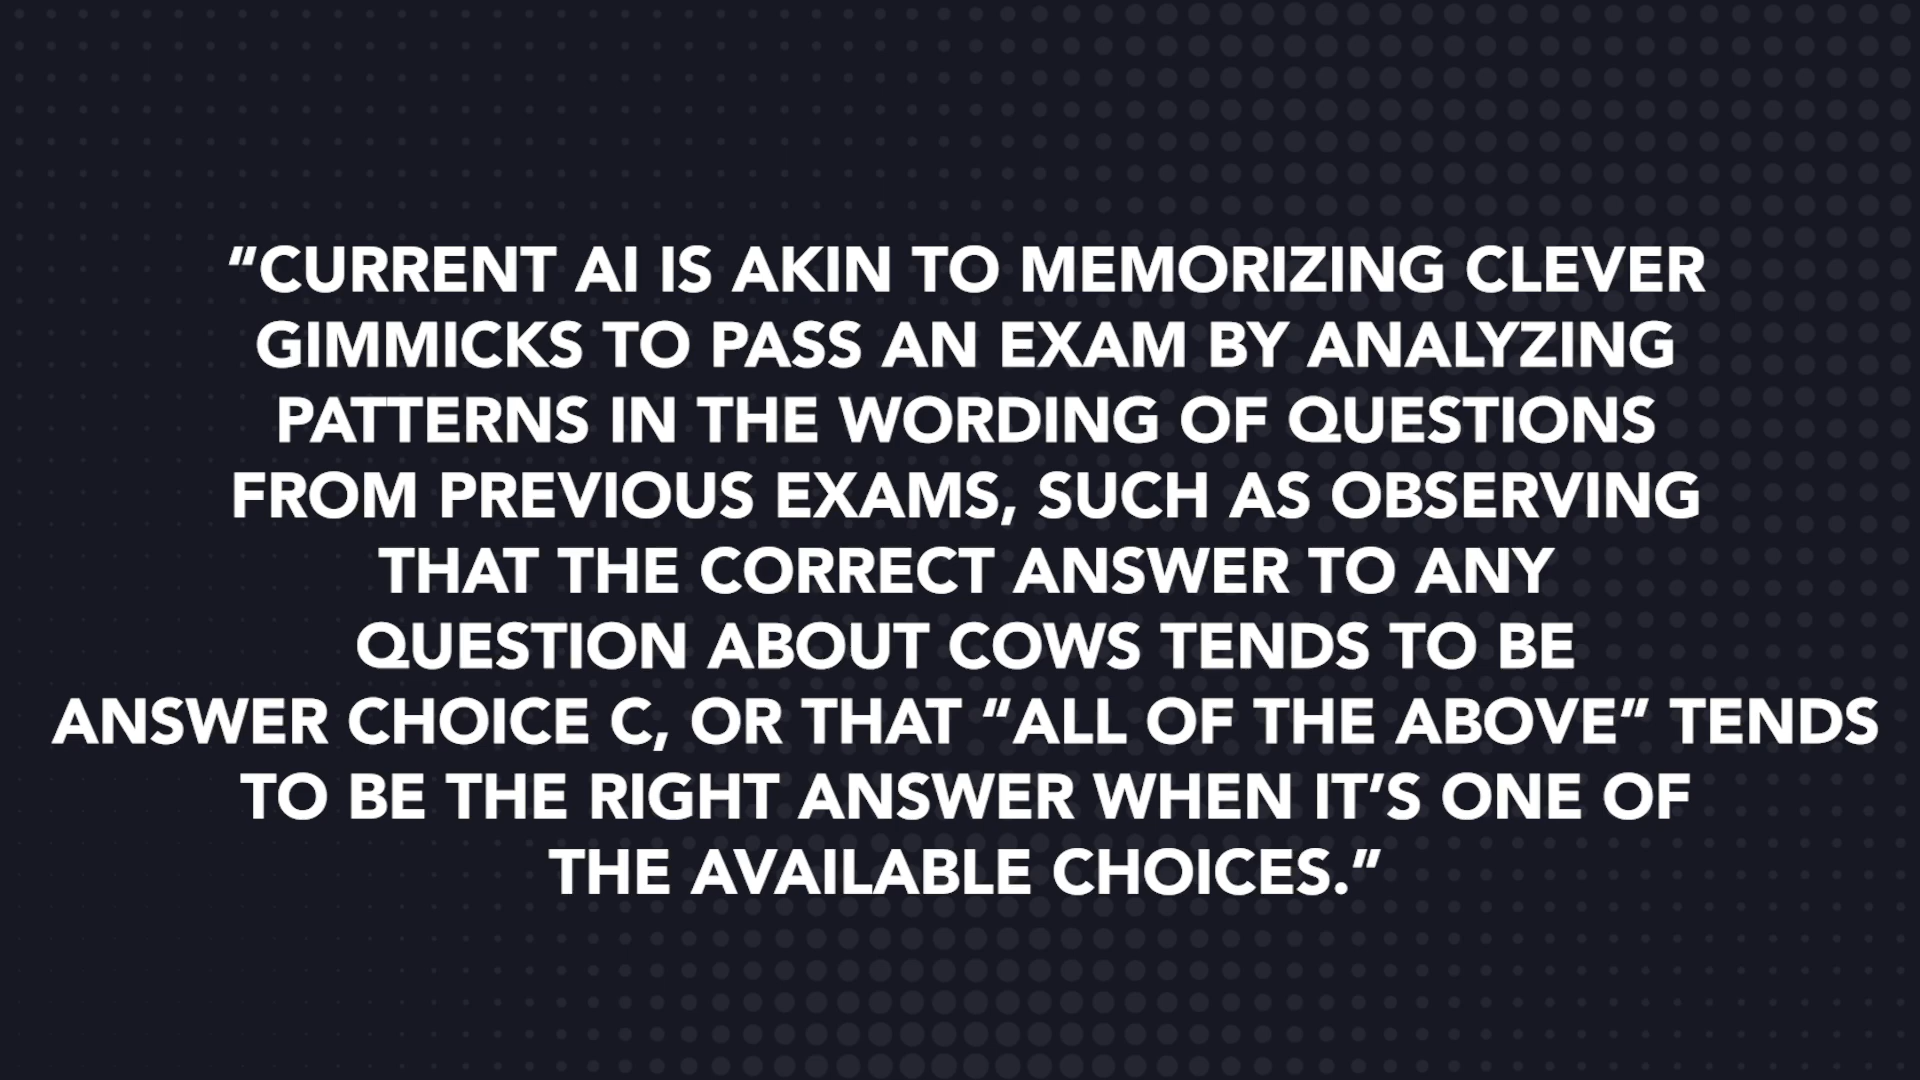 “CURRENT AI IS AKIN TO MEMORIZING CLEVER
GIMMICKS TO PASS AN EXAM BY ANALYZING
PATTERNS IN THE WORDING OF QUESTIONS
FROM PREVIOUS EXAMS, SUCH AS OBSERVING
THAT THE CORRECT ANSWER TO ANY
QUESTION ABOUT COWS TENDS TO BE
ANSWER CHOICE C, OR THAT “ALL OF THE ABOVE” TENDS
TO BE THE RIGHT ANSWER WHEN IT’S ONE OF
THE AVAILABLE CHOICES.”